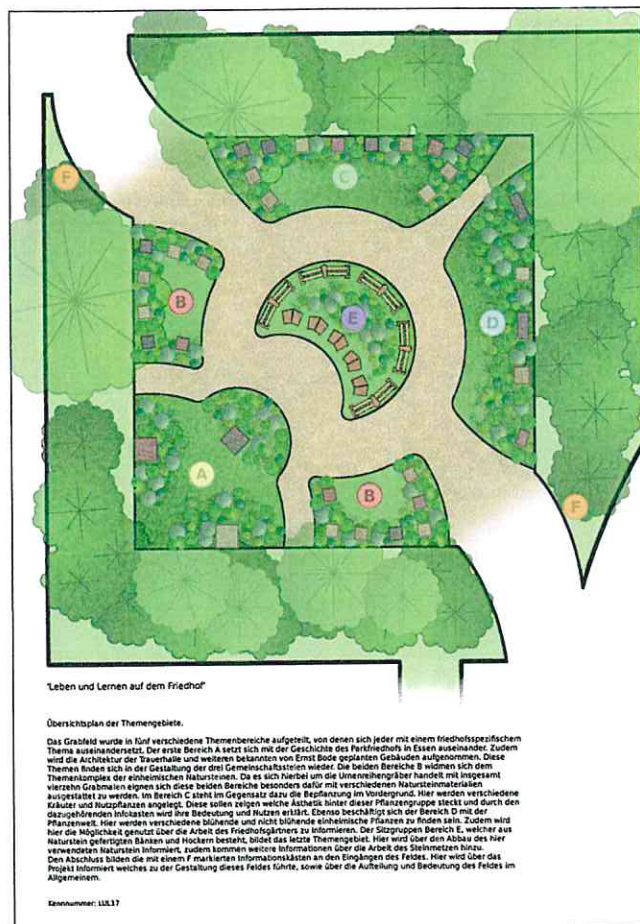 F
C
B
E
D
A
B
F
"Leben und Lernen auf dem Friedhof"
Übersichtsplan der Themengebiete.
Das Grabfeld wurde in fünf verschiedene Themenbereiche aufgeteilt, von denen sich jeder mit einem friedhofsspezifischem
Thema auseinandersetzt. Der erste Bereich A setzt sich mit der Geschichte des Parkfriedhofs in Essen auseinander. Zudem
wird die Architektur der Trauerhalle und weiteren bekannten von Ernst Bode geplanten Gebäuden aufgenommen. Diese
Themen finden sich in der Gestaltung der drei Gemeinschaftsstelen wieder. Die beiden Bereiche B widmen sich dem
Themenkomplex der einheimischen Natursteinen. Da es sich hierbei um die Urnenreihengräber handelt mit insgesamt
vierzehn Grabmalen eignen sich diese beiden Bereiche besonders dafür mit verschiedenen Natursteinmaterialien
ausgestattet zu werden. Im Bereich C steht im Gegensatz dazu die Bepflanzung im Vordergrund. Hier werden verschiedene
Kräuter und Nutzpflanzen angelegt. Diese sollen zeigen welche Ästhetik hinter dieser Pflanzengruppe steckt und durch den
dazugehörenden Infokasten wird ihre Bedeutung und Nutzen erklärt. Ebenso beschäftigt sich der Bereich D mit der
Pflanzenwelt. Hier werden verschiedene blühende und nicht blühende einheimische Pflanzen zu finden sein. Zudem wird
hier die Möglichkeit genutzt über die Arbeit des Friedhofsgärtners zu informieren. Der Sitzgruppen Bereich E, welcher aus
Naturstein gefertigten Bänken und Hockern besteht, bildet das letzte Themengebiet. Hier wird über den Abbau des hier
verwendeten Naturstein informiert, zudem kommen weitere Informationen über die Arbeit des Steinmetzen hinzu.
Den Abschluss bilden die mit einem F markierten Informationskästen an den Eingängen des Feldes. Hier wird über das
Projekt informiert welches zu der Gestaltung dieses Feldes führte, sowie über die Aufteilung und Bedeutung des Feldes im
Allgemeinem.
Kennnummer: LUL17